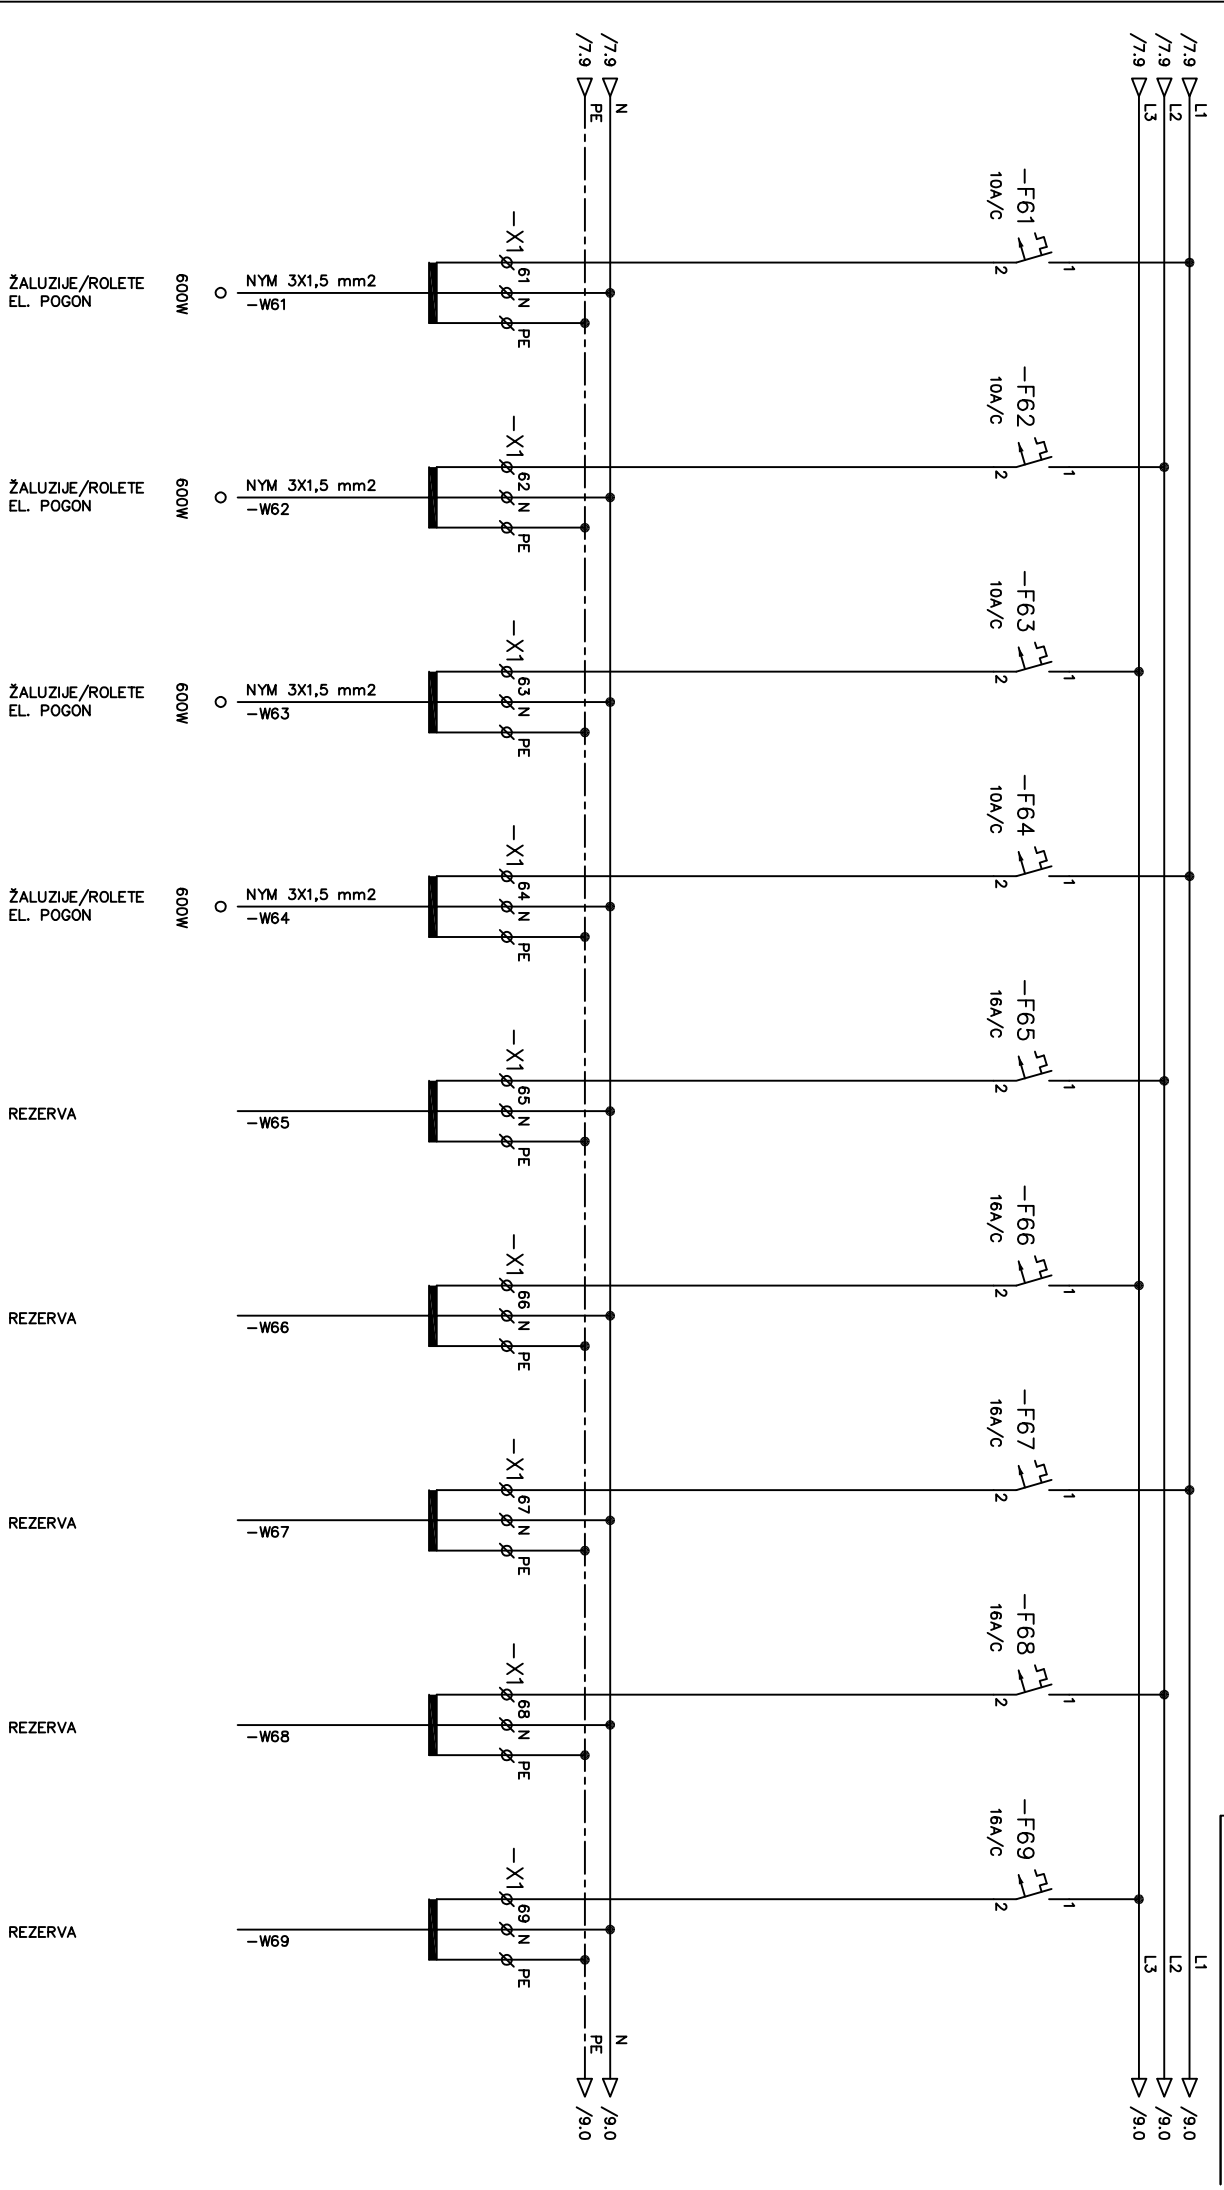 /7.9 L1
/7.9 L2
/7.9 L3
/7.9 N
/7.9 PE
-F61
10A/C
1
2
-X1 61 N PE
NYM 3X1,5 mm2
-W61
600W
ŽALUZIJE/ROLETE
EL. POGON
-F62
10A/C
1
2
-X1 62 N PE
NYM 3X1,5 mm2
-W62
600W
ŽALUZIJE/ROLETE
EL. POGON
-F63
10A/C
1
2
-X1 63 N PE
NYM 3X1,5 mm2
-W63
600W
ŽALUZIJE/ROLETE
EL. POGON
-F64
10A/C
1
2
-X1 64 N PE
NYM 3X1,5 mm2
-W64
600W
ŽALUZIJE/ROLETE
EL. POGON
-F65
16A/C
1
2
-X1 65 N PE
-W65
REZERVA
-F66
16A/C
1
2
-X1 66 N PE
-W66
REZERVA
-F67
16A/C
1
2
-X1 67 N PE
-W67
REZERVA
-F68
16A/C
1
2
-X1 68 N PE
-W68
REZERVA
-F69
16A/C
1
2
-X1 69 N PE
-W69
REZERVA
L1 /9.0
L2 /9.0
L3 /9.0
N /9.0
PE /9.0